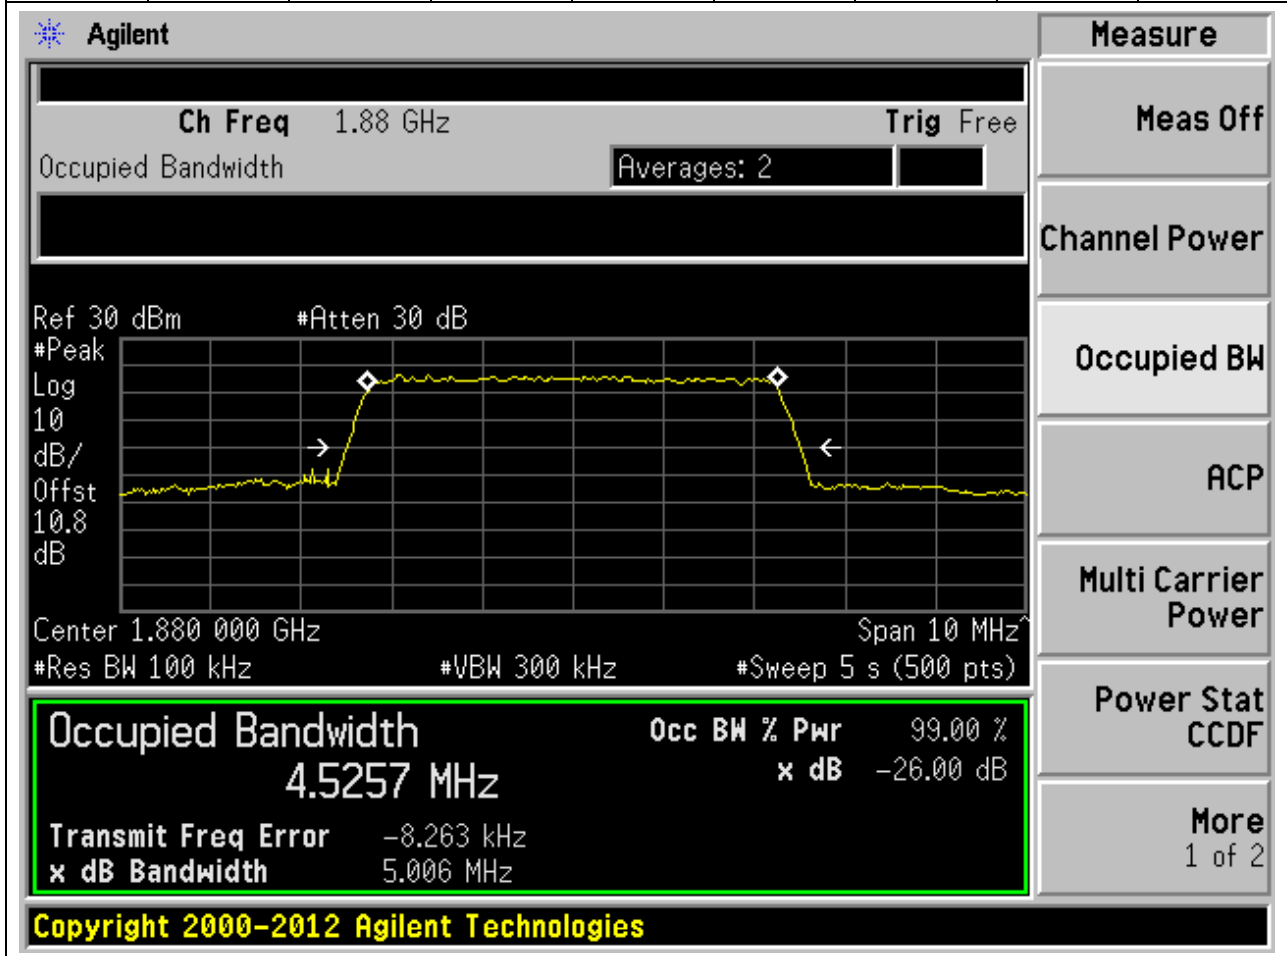 Agilent
Measure
Ch Freq 1.88 GHz Trig Free
Occupied Bandwidth Averages: 2
Meas Off
Channel Power
Occupied BW
ACP
Multi Carrier
Power
Power Stat
CCDF
More
1 of 2
Ref 30 dBm #Atten 30 dB
#Peak
Log
10
dB/
Offst
10.8
dB
Center 1.880 000 GHz Span 10 MHz^
#Res BW 100 kHz #VBW 300 kHz #Sweep 5 s (500 pts)
Occupied Bandwidth Occ BW % Pwr 99.00 %
4.5257 MHz x dB -26.00 dB
Transmit Freq Error -8.263 kHz
x dB Bandwidth 5.006 MHz
Copyright 2000-2012 Agilent Technologies